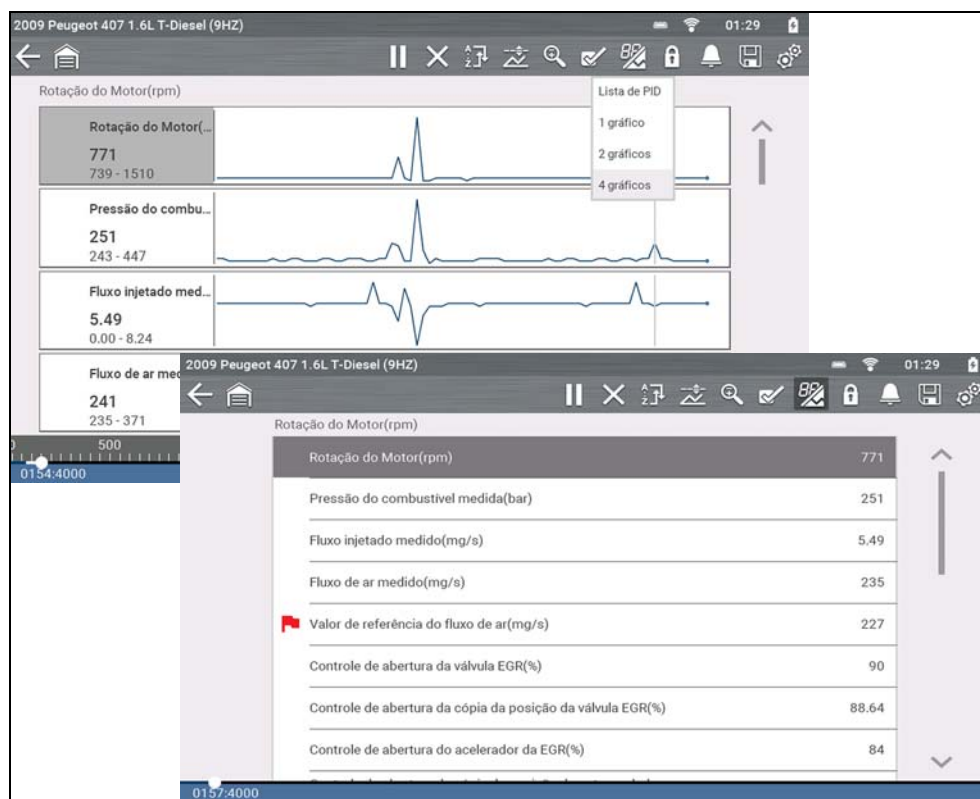 2009 Peugeot 407 1.6L T-Diesel (9HZ) 01:29
Rotação do Motor(rpm)
Lista de PID
1 gráfico
2 gráficos
4 gráficos
Rotação do Motor(...
771
739 - 1510
Pressão do combu...
251
243 - 447
Fluxo injetado med...
5.49
0.00 - 8.24
Fluxo de ar med
241
235 - 371
500
0154:4000
2009 Peugeot 407 1.6L T-Diesel (9HZ) 01:29
Rotação do Motor(rpm)
Rotação do Motor(rpm) 771
Pressão do combustível medida(bar) 251
Fluxo injetado medido(mg/s) 5.49
Fluxo de ar medido(mg/s) 235
Valor de referência do fluxo de ar(mg/s) 227
Controle de abertura da válvula EGR(%) 90
Controle de abertura da cópia da posição da válvula EGR(%) 88.64
Controle de abertura do acelerador da EGR(%) 84
0157:4000